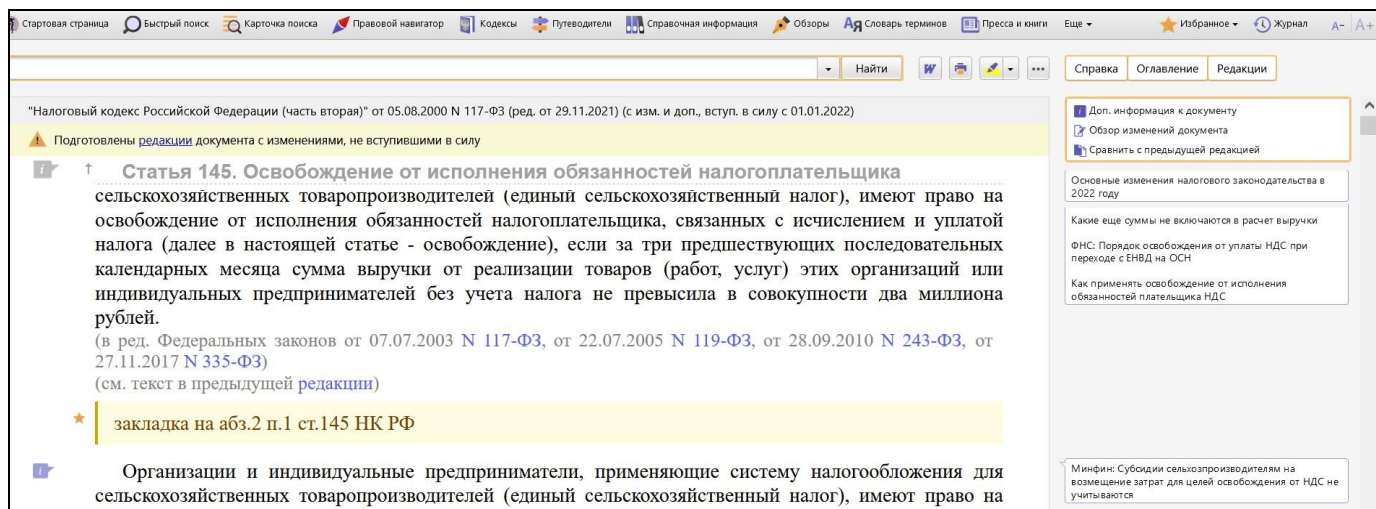 Стартовая страница Быстрый поиск Карточка поиска Правовой навигатор Кодексы Путеводители Справочная информация Обзоры Словарь терминов Пресса и книги Еще Избранное Журнал А- А+
Найти
Справка Оглавление Редакции
"Налоговый кодекс Российской Федерации (часть вторая)" от 05.08.2000 N 117-ФЗ (ред. от 29.11.2021) (с изм. и доп., вступ. в силу с 01.01.2022)
Подготовлены редакции документа с изменениями, не вступившими в силу
Статья 145. Освобождение от исполнения обязанностей налогоплательщика
сельскохозяйственных товаропроизводителей (единый сельскохозяйственный налог), имеют право на
освобождение от исполнения обязанностей налогоплательщика, связанных с исчислением и уплатой
налога (далее в настоящей статье - освобождение), если за три предшествующих последовательных
календарных месяца сумма выручки от реализации товаров (работ, услуг) этих организаций или
индивидуальных предпринимателей без учета налога не превысила в совокупности два миллиона
рублей.
(в ред. Федеральных законов от 07.07.2003 N 117-ФЗ, от 22.07.2005 N 119-ФЗ, от 28.09.2010 N 243-ФЗ, от
27.11.2017 N 335-ФЗ)
(см. текст в предыдущей редакции)
закладка на абз.2 п.1 ст.145 НК РФ
Организации и индивидуальные предприниматели, применяющие систему налогообложения для
сельскохозяйственных товаропроизводителей (единый сельскохозяйственный налог), имеют право на
Доп. информация к документу
Обзор изменений документа
Сравнить с предыдущей редакцией
Основные изменения налогового законодательства в
2022 году
Какие еще суммы не включаются в расчет выручки
ФНС: Порядок освобождения от уплаты НДС при
переходе с ЕНВД на ОСН
Как применять освобождение от исполнения
обязанностей плательщика НДС
Минфин: Субсидии сельхозпроизводителям на
возмещение затрат для целей освобождения от НДС не
учитываются